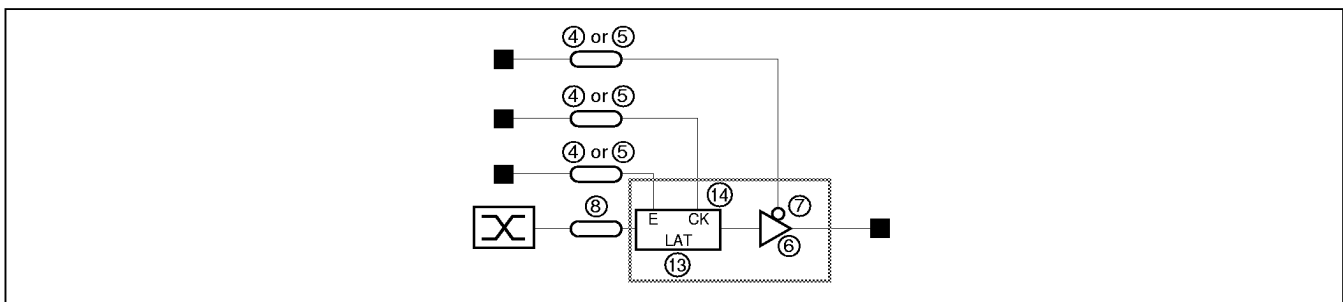 ④ or ⑤
④ or ⑤
④ or ⑤
⑧
⑭
⑦
E CK
LAT
⑥
⑬